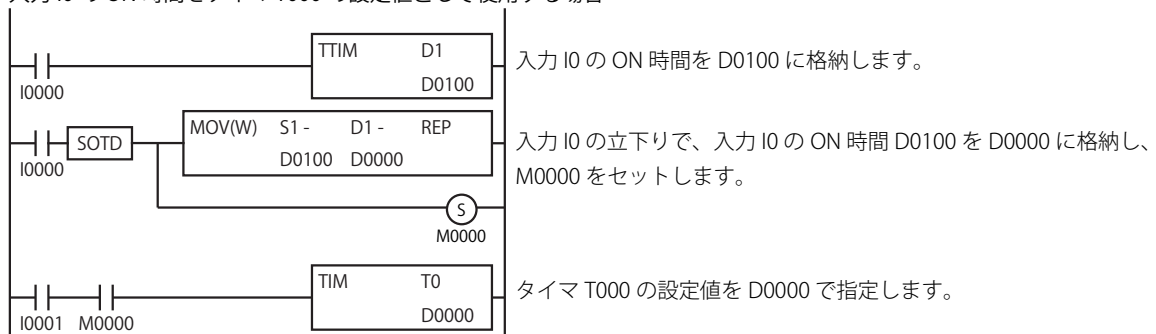 入力 I0 の ON 時間をタイマ T000 の設定値として使用する場合
TTIM D1
D0100
I0000
入力 I0 の ON 時間を D0100 に格納します。
SOTD
I0000
MOV(W) S1 - D1 - REP
D0100 D0000
入力 I0 の立下りで、入力 I0 の ON 時間 D0100 を D0000 に格納し、
M0000 をセットします。
S
M0000
TIM T0
D0000
I0001 M0000
タイマ T000 の設定値を D0000 で指定します。